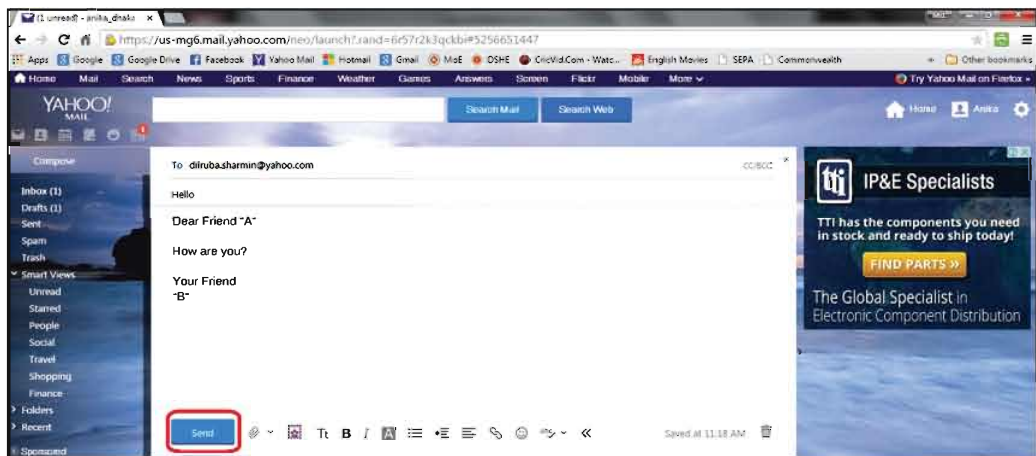 (1 unread) - anika_dhaka ×
https://us-mg6.mail.yahoo.com/neo/launch?.rand=6r57r2k3qckbi#5256651447
Apps Google Google Drive Facebook Yahoo Mail Hotmail Gmail MoE OSHE CricVid.Com - Watc... English Movies SEPA Commonwealth » Other bookmarks
Home Mail Search News Sports Finance Weather Games Answers Screen Flickr Mobile More Try Yahoo Mail on Firefox »
YAHOO!
MAIL
Search Mail Search Web
Home Anika
Compose
Inbox (1)
Drafts (1)
Sent
Spam
Trash
Smart Views
Unread
Starred
People
Social
Travel
Shopping
Finance
Folders
Recent
Sponsored
To dilruba.sharmin@yahoo.com CC/BCC
Hello
Dear Friend "A"
How are you?
Your Friend
"B"
Send Tt B I A Saved at 11:18 AM
tti IP&E Specialists
TTI has the components you need
in stock and ready to ship today!
FIND PARTS »
The Global Specialist in
Electronic Component Distribution